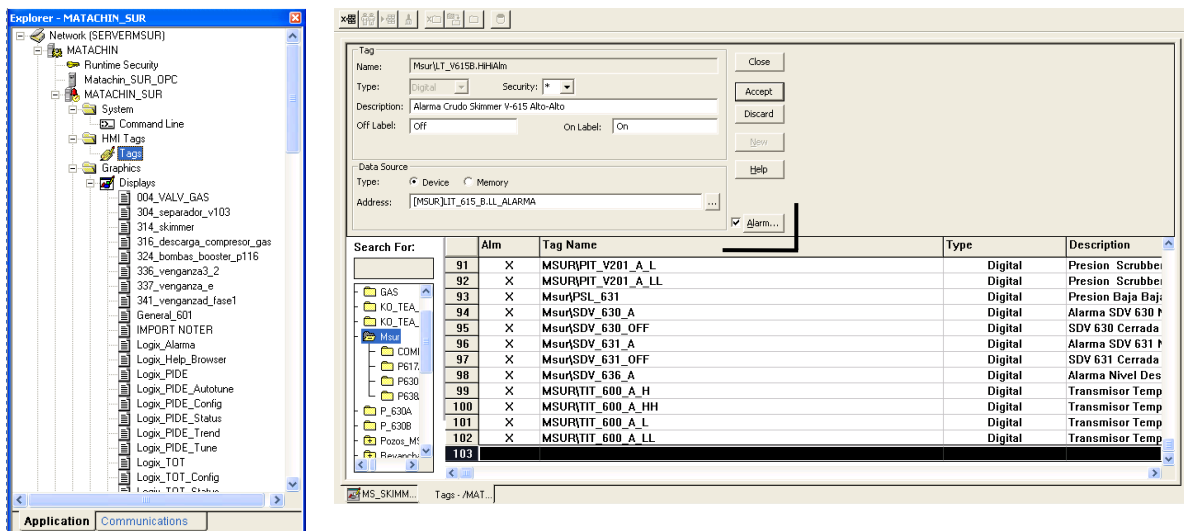 Explorer - MATACHIN_SUR
Network (SERVERMSUR)
MATACHIN
Runtime Security
Matachin_SUR_OPC
MATACHIN_SUR
System
Command Line
HMI Tags
Tags
Graphics
Displays
004_VALV_GAS
304_separador_v103
314_skimmer
316_descarga_compresor_gas
324_bombas_booster_p116
336_venganza3_2
337_venganza_e
341_venganzad_fase1
General_601
IMPORT NOTER
Logix_Alarma
Logix_Help_Browser
Logix_PIDE
Logix_PIDE_Autotune
Logix_PIDE_Config
Logix_PIDE_Status
Logix_PIDE_Trend
Logix_PIDE_Tune
Logix_TOT
Logix_TOT_Config
Logix_TOT_Status
Application Communications
Tag
Name: Msur\LT_V615B.HiHiAlm
Type: Digital Security: *
Description: Alarma Crudo Skimmer V-615 Alto-Alto
Off Label: Off On Label: On
Close
Accept
Discard
New
Help
Data Source
Type: Device Memory
Address: [MSUR]LIT_615_B.LL_ALARMA ...
Alarm...
Search For:
GAS
KO_TEA_
KO_TEA_
Msur
COMI
P617
P630
P638
P_630A
P_630B
Pozos_MS
Revancha
Alm Tag Name Type Description
91 X MSUR\PIT_V201_A_L Digital Presion Scrubber
92 X MSUR\PIT_V201_A_LL Digital Presion Scrubber
93 X Msur\PSL_631 Digital Presion Baja Baja
94 X Msur\SDV_630_A Digital Alarma SDV 630 N
95 X Msur\SDV_630_OFF Digital SDV 630 Cerrada
96 X Msur\SDV_631_A Digital Alarma SDV 631 N
97 X Msur\SDV_631_OFF Digital SDV 631 Cerrada
98 X Msur\SDV_636_A Digital Alarma Nivel Des
99 X MSUR\TIT_600_A_H Digital Transmisor Temp
100 X MSUR\TIT_600_A_HH Digital Transmisor Temp
101 X MSUR\TIT_600_A_L Digital Transmisor Temp
102 X MSUR\TIT_600_A_LL Digital Transmisor Temp
103
MS_SKIMM... Tags - /MAT...